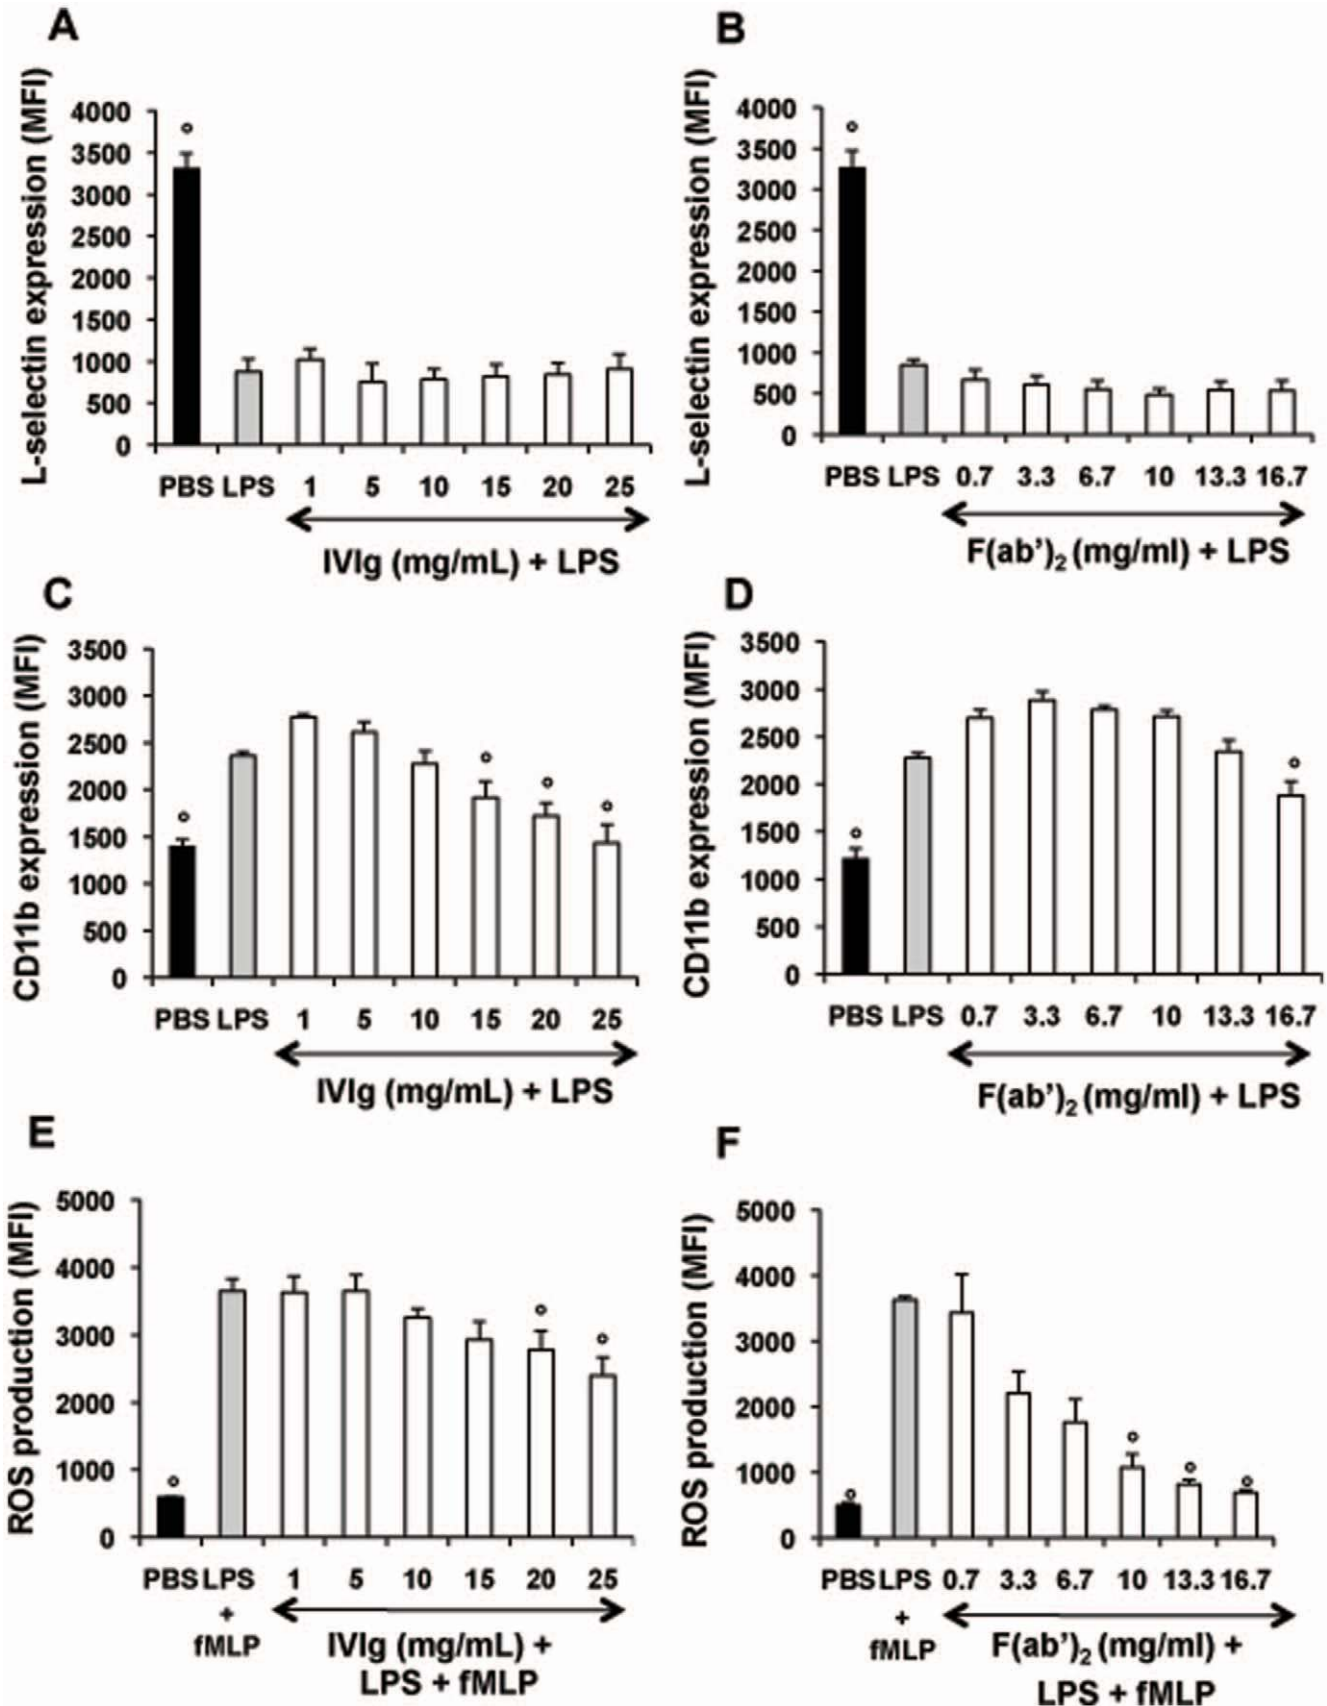 A
L-selectin expression (MFI)
4000
3500
3000
2500
2000
1500
1000
500
0
PBS LPS 1 5 10 15 20 25
IVIg (mg/mL) + LPS
B
L-selectin expression (MFI)
4000
3500
3000
2500
2000
1500
1000
500
0
PBS LPS 0.7 3.3 6.7 10 13.3 16.7
F(ab’)₂ (mg/ml) + LPS
C
CD11b expression (MFI)
3500
3000
2500
2000
1500
1000
500
0
PBS LPS 1 5 10 15 20 25
IVIg (mg/mL) + LPS
D
CD11b expression (MFI)
3500
3000
2500
2000
1500
1000
500
0
PBS LPS 0.7 3.3 6.7 10 13.3 16.7
F(ab’)₂ (mg/ml) + LPS
E
ROS production (MFI)
5000
4000
3000
2000
1000
0
PBS LPS 1 5 10 15 20 25
+
fMLP
IVIg (mg/mL) +
LPS + fMLP
F
ROS production (MFI)
5000
4000
3000
2000
1000
0
PBS LPS 0.7 3.3 6.7 10 13.3 16.7
+
fMLP
F(ab’)₂ (mg/ml) +
LPS + fMLP